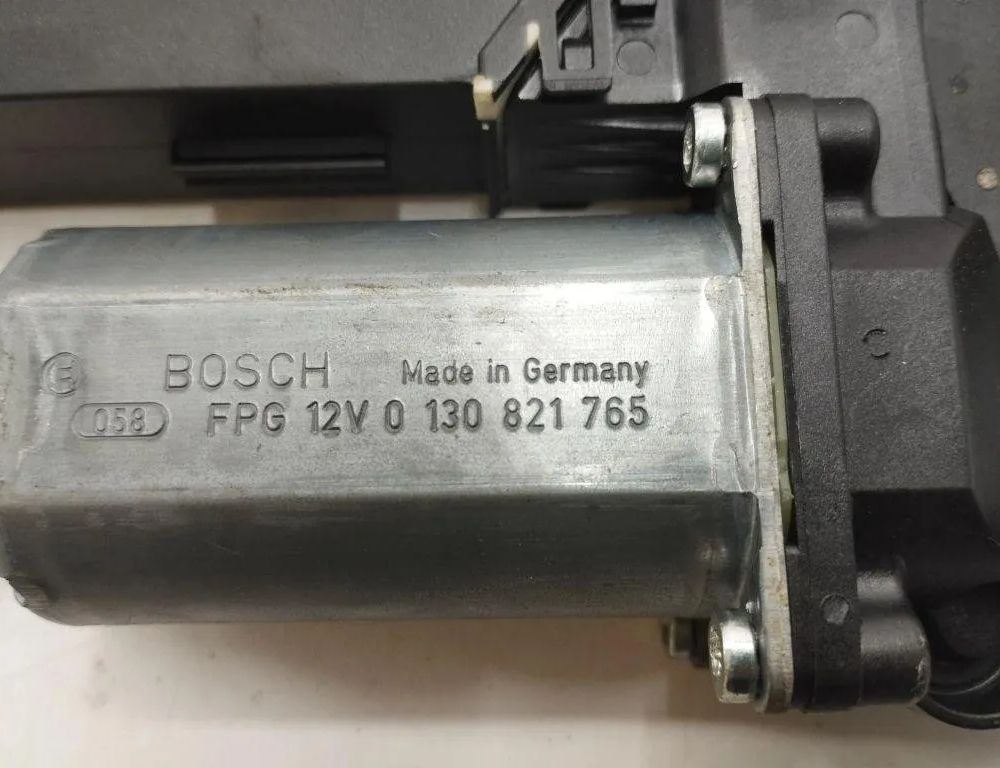 BOSCH Made in Germany
058 FPG 12V 0 130 821 765